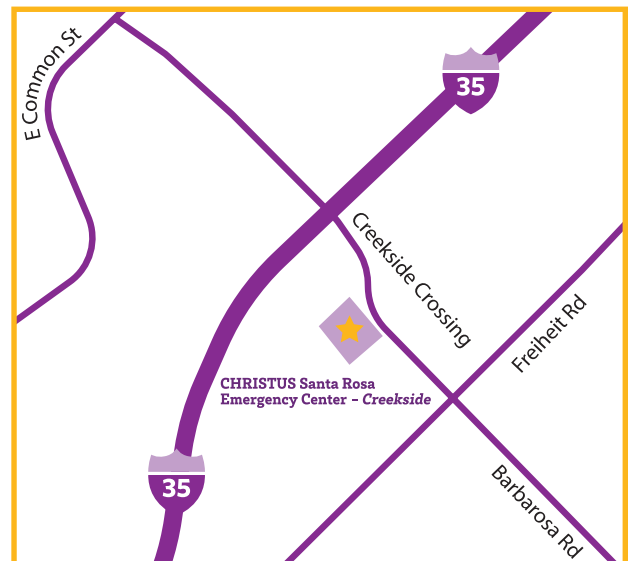 E Common St
35
Creekside Crossing
Freiheit Rd
CHRISTUS Santa Rosa
Emergency Center – Creekside
35
Barbarosa Rd